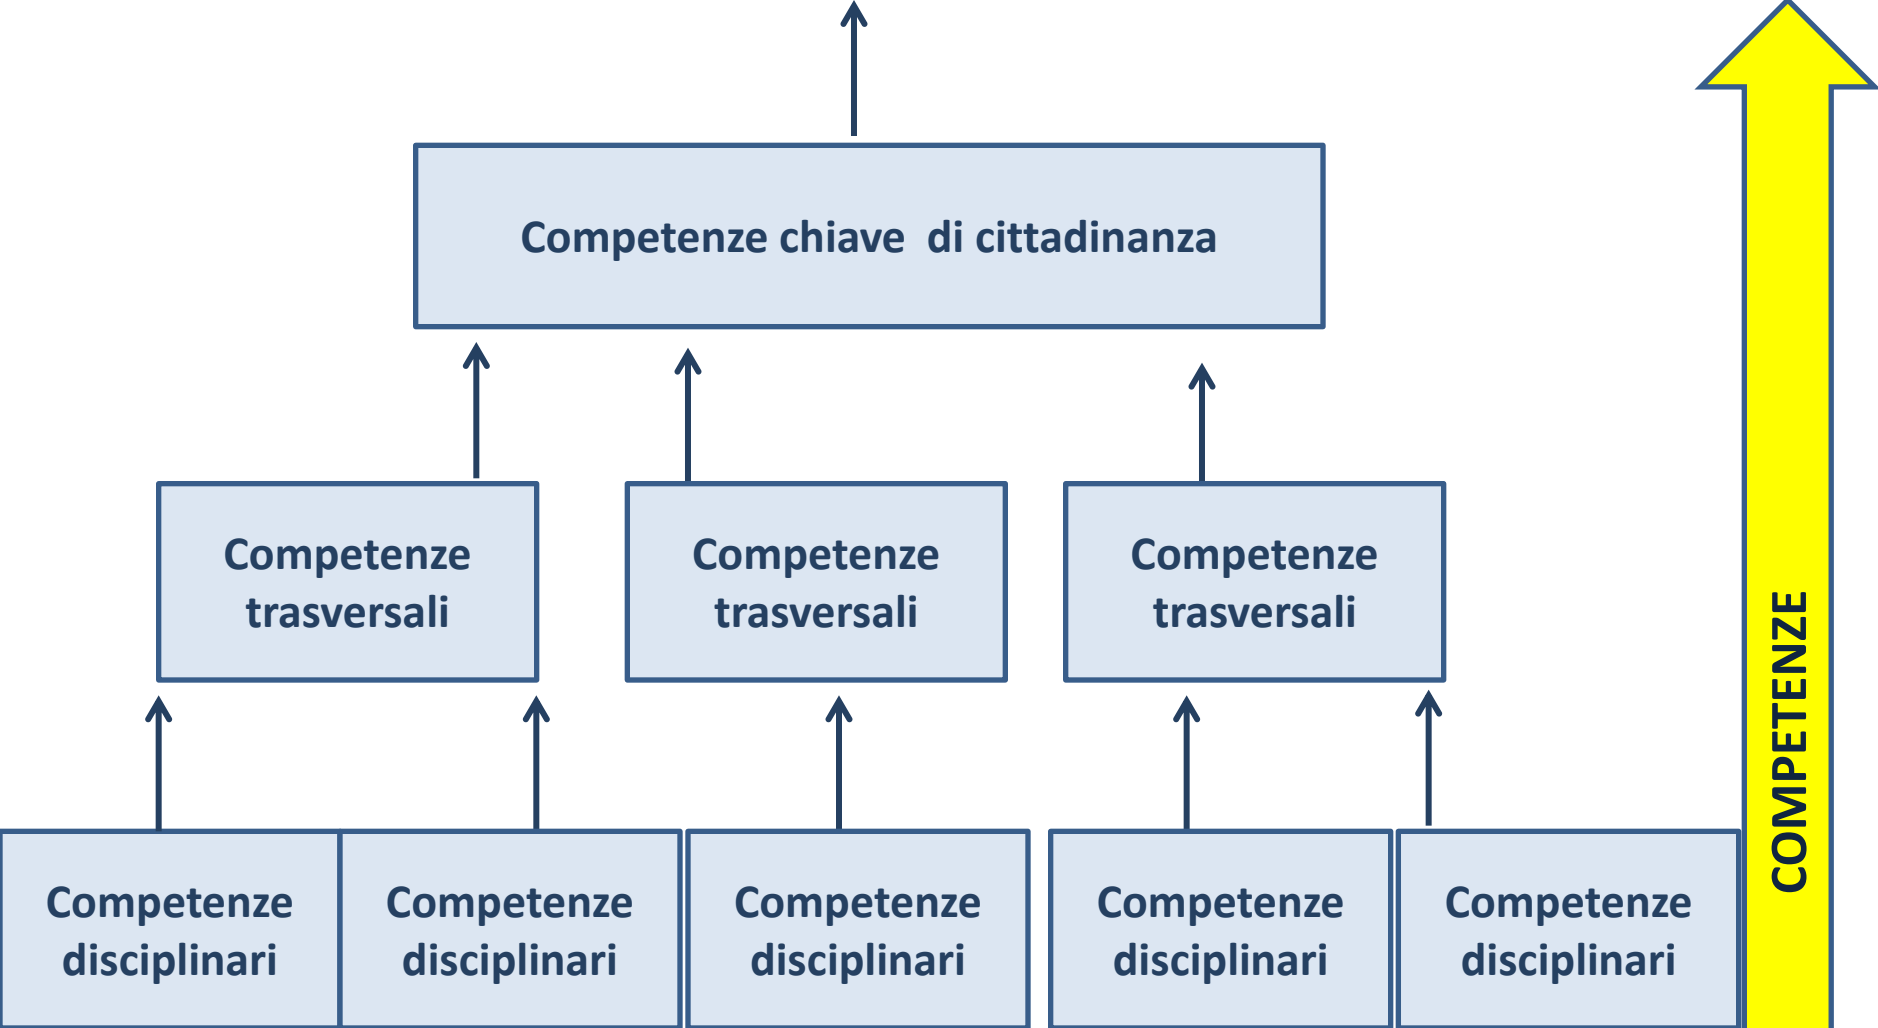 Competenze chiave  di cittadinanza
Competenze
trasversali
Competenze
trasversali
Competenze
trasversali
Competenze
disciplinari
Competenze
disciplinari
Competenze
disciplinari
Competenze
disciplinari
Competenze
disciplinari
COMPETENZE